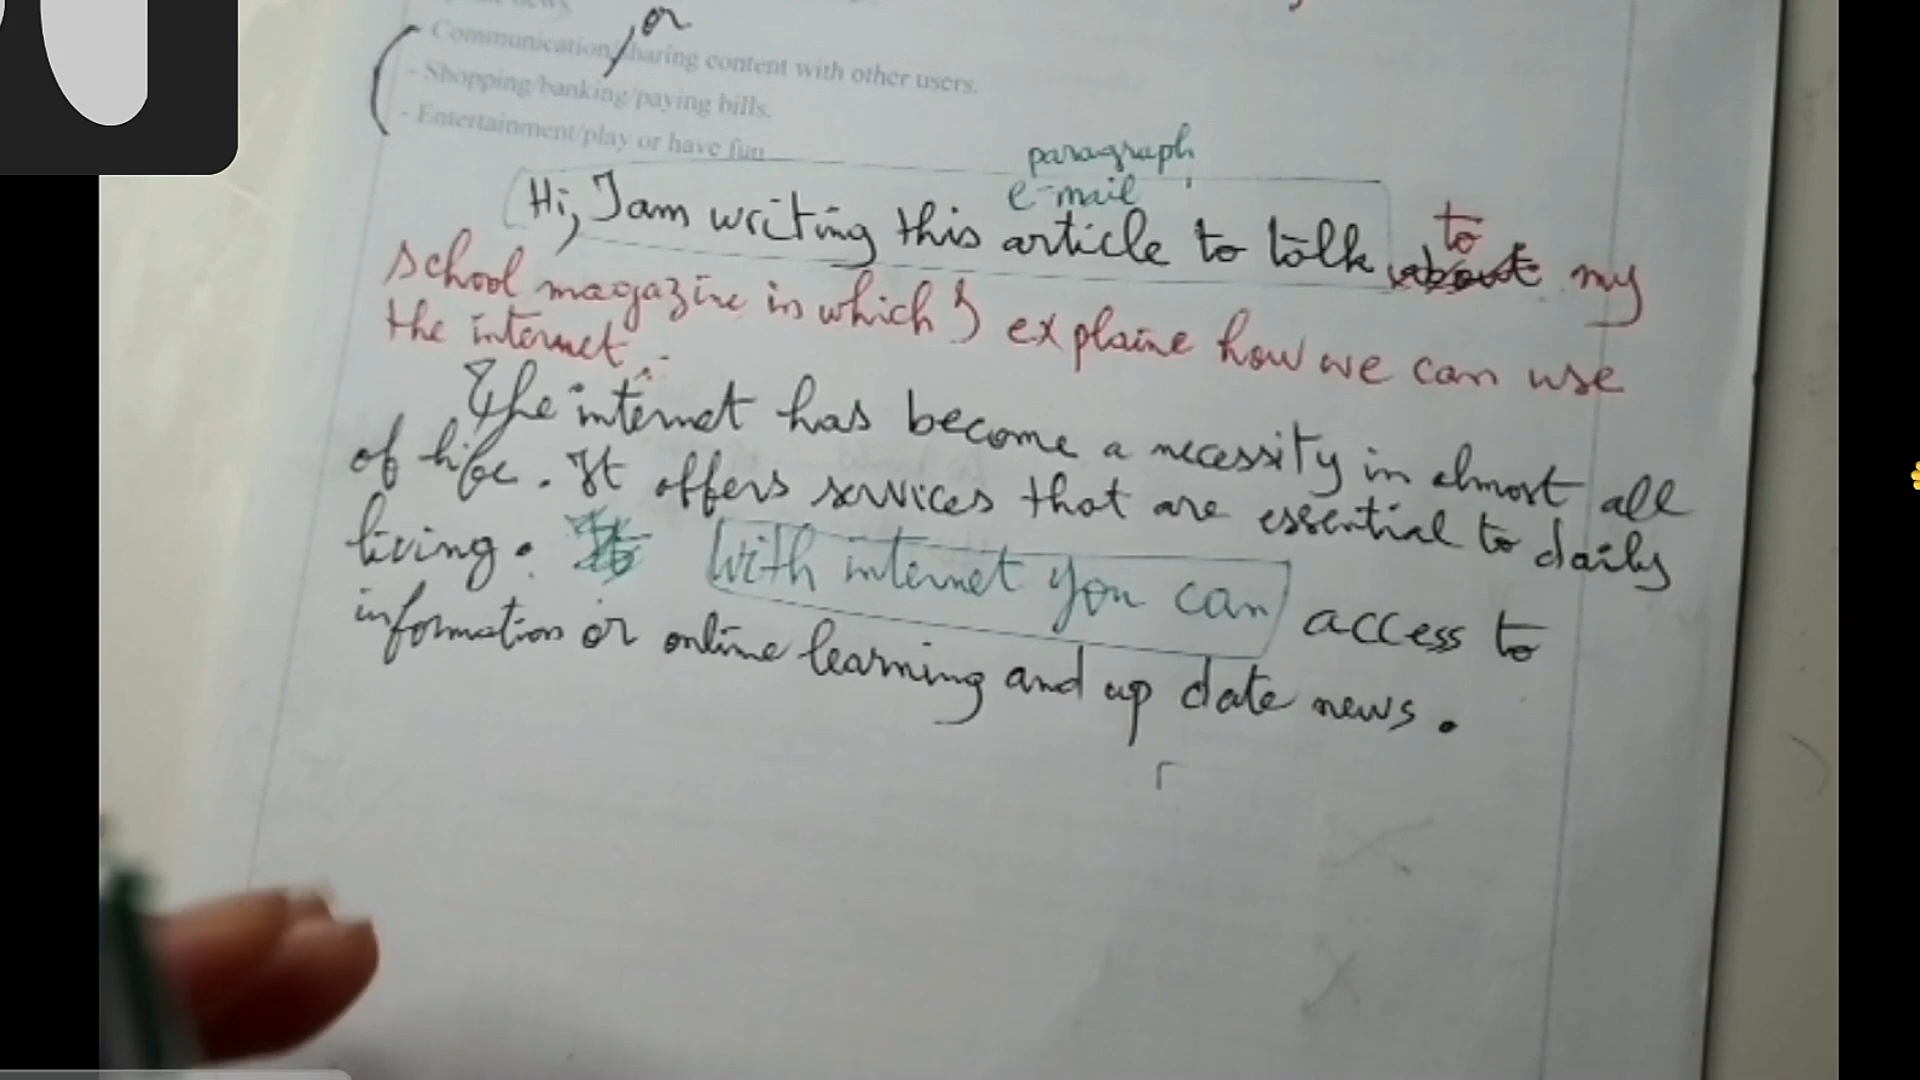 or
- Communication/sharing content with other users.
- Shopping/banking/paying bills.
- Entertainment/play or have fun
paragraph
e-mail
Hi, I am writing this article to talk about to my
school magazine in which I explaine how we can use
the internet.
The internet has become a necessity in almost all
of life. It offers services that are essential to daily
living. With internet you can access to
information or online learning and up date news.